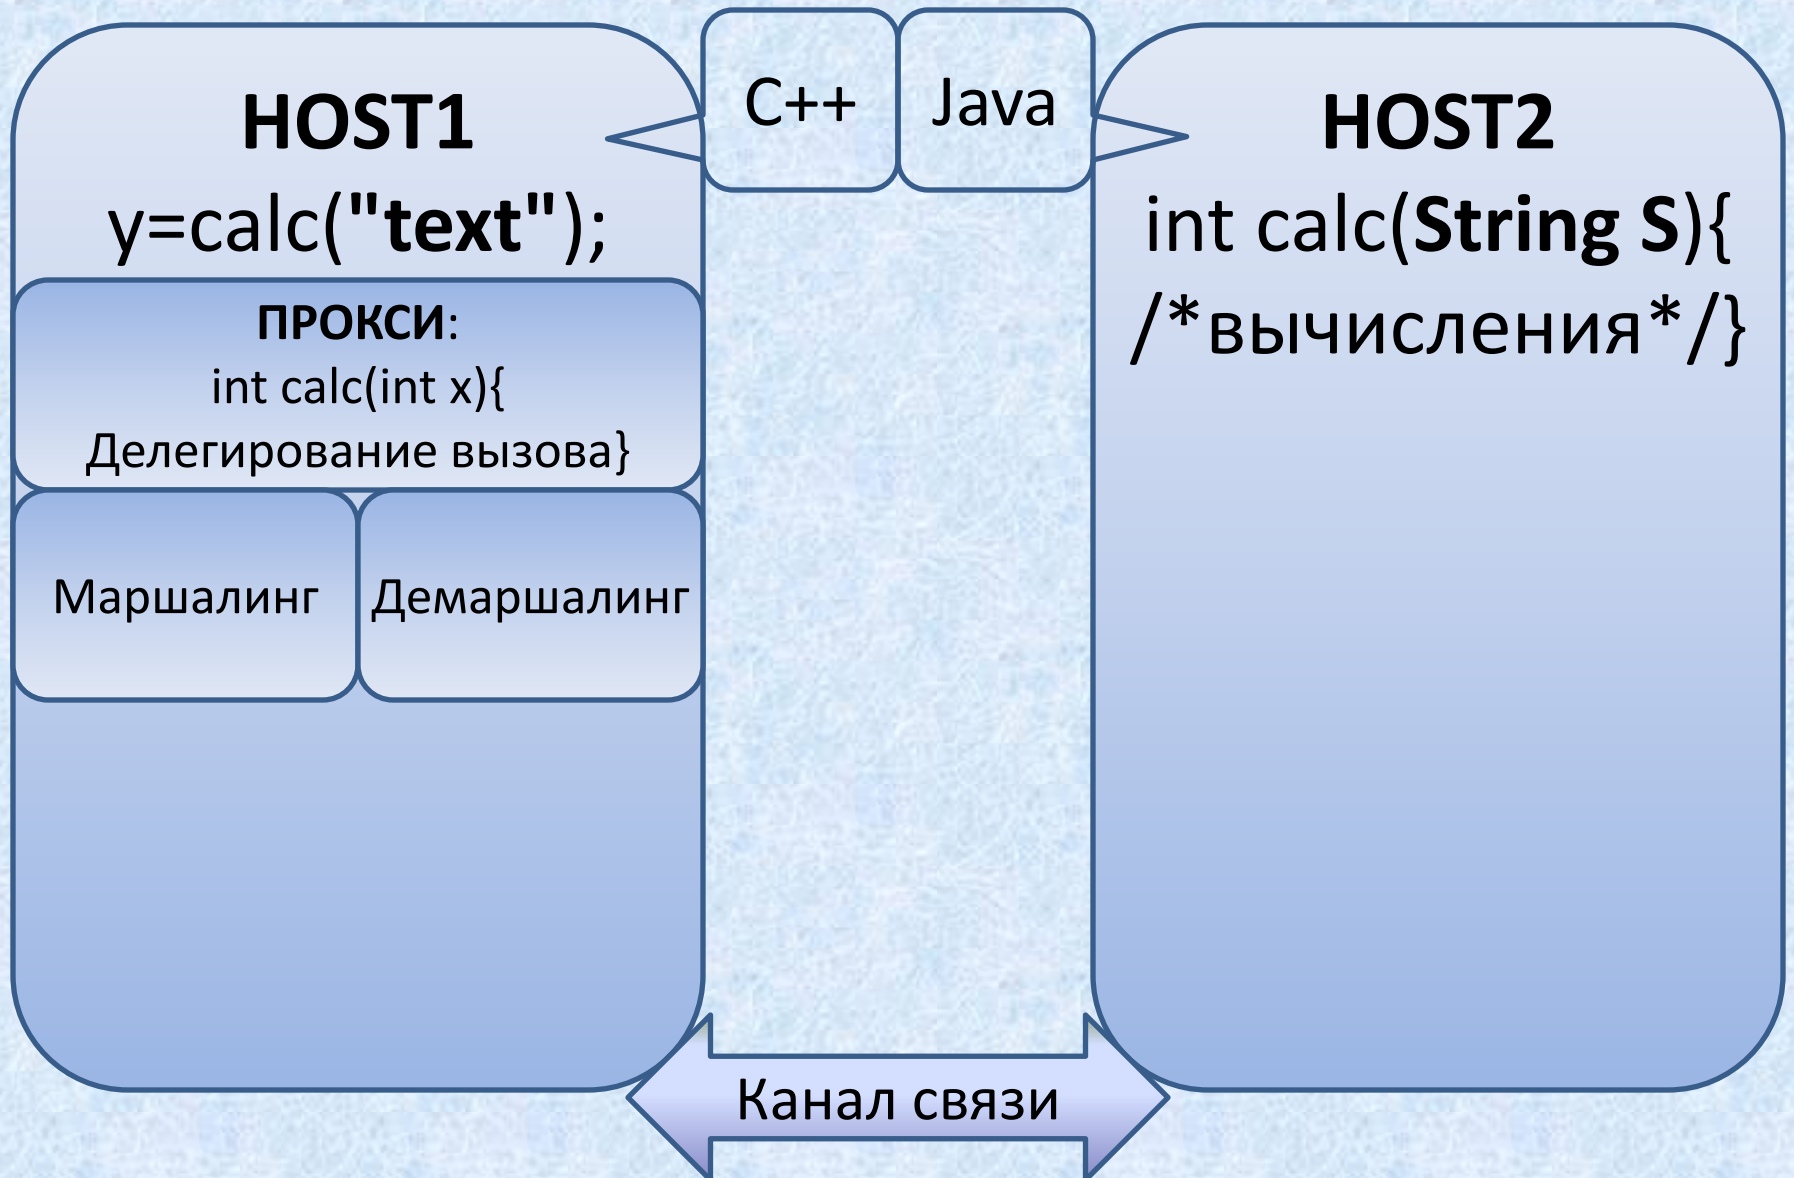 HOST1
y=calc("text");
ПРОКСИ:
int calc(int x){
Делегирование вызова}
Маршалинг
Демаршалинг
C++
Java
HOST2
int calc(String S){
/*вычисления*/}
Канал связи